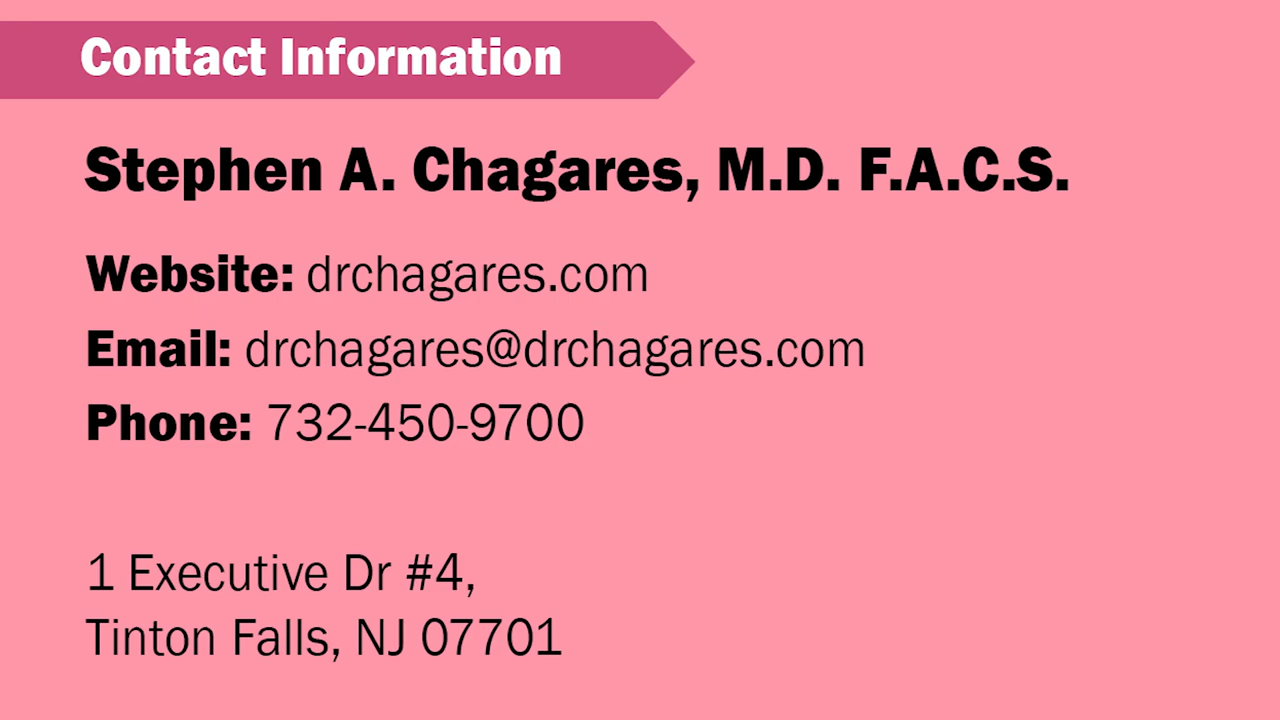 Contact Information
Stephen A. Chagares, M.D. F.A.C.S.
Website: drchagares.com
Email: drchagares@drchagares.com
Phone: 732-450-9700
1 Executive Dr #4,
Tinton Falls, NJ 07701